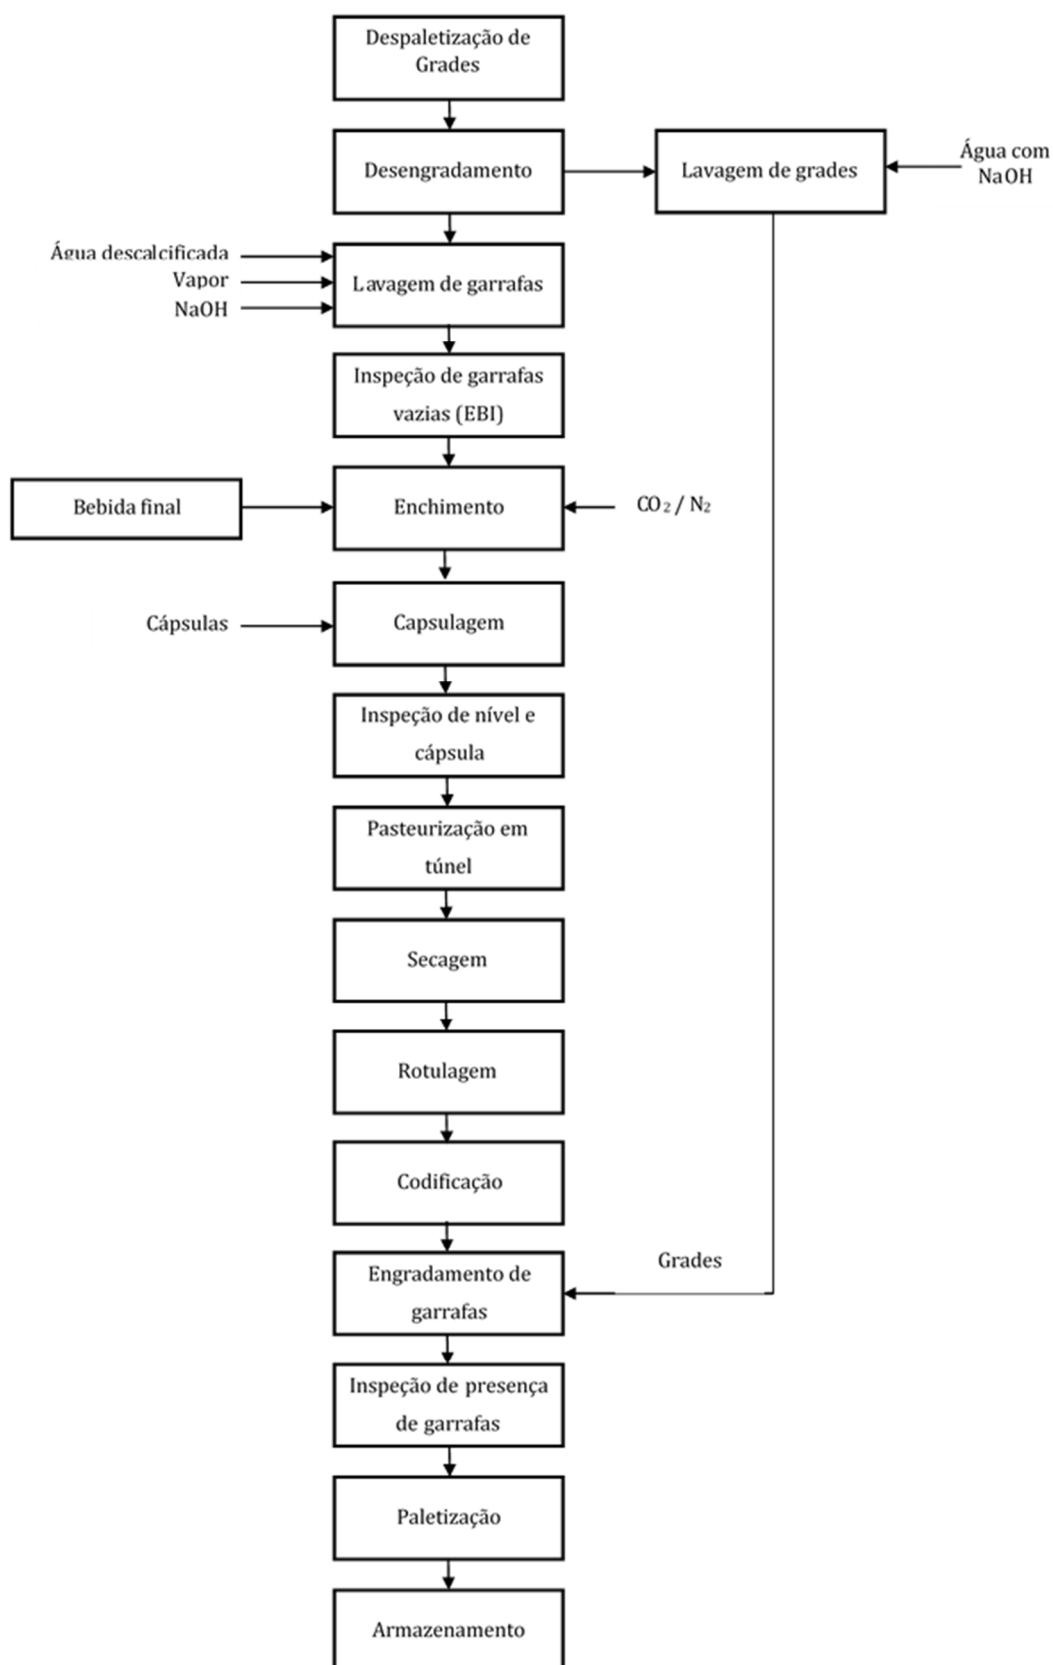 Despaletização de
Grades
Desengradamento
Lavagem de grades
Água com
NaOH
Água descalcificada
Vapor
NaOH
Lavagem de garrafas
Inspeção de garrafas
vazias (EBI)
Bebida final
Enchimento
CO₂ / N₂
Cápsulas
Capsulagem
Inspeção de nível e
cápsula
Pasteurização em
túnel
Secagem
Rotulagem
Codificação
Engradamento de
garrafas
Grades
Inspeção de presença
de garrafas
Paletização
Armazenamento